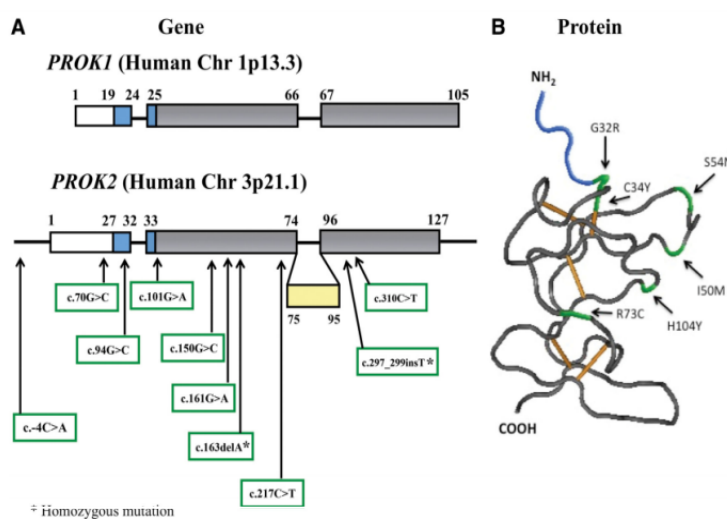 A Gene
PROK1 (Human Chr 1p13.3)
1 19 24 25 66 67 105
PROK2 (Human Chr 3p21.1)
1 27 32 33 74 96 127
75 95
c.70G>C
c.101G>A
c.310C>T
c.94G>C
c.150G>C
c.297_299insT*
c.161G>A
c.-4C>A
c.163delA*
c.217C>T
Homozygous mutation
B Protein
NH2
G32R
S54
C34Y
I50M
R73C
H104Y
COOH